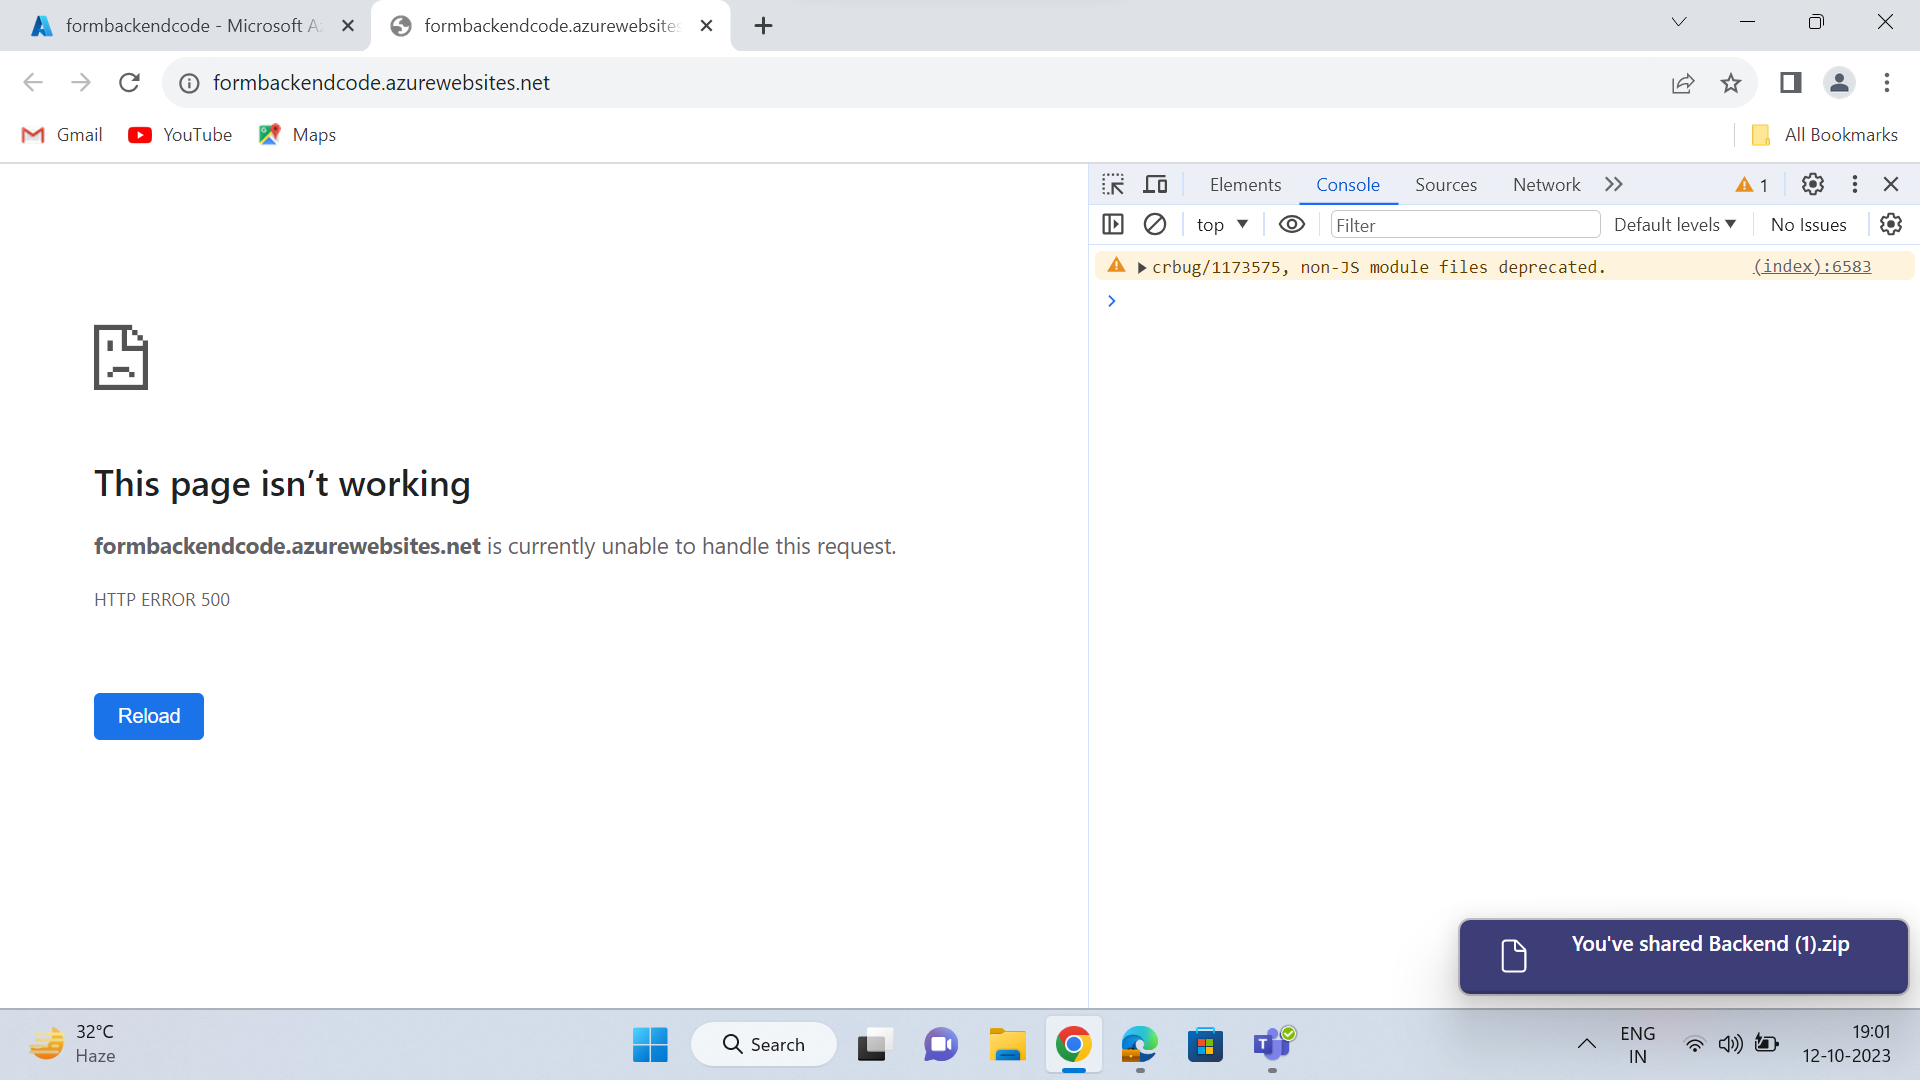 formbackendcode - Microsoft A
formbackendcode.azurewebsites
formbackendcode.azurewebsites.net
Gmail
YouTube
Maps
All Bookmarks
Elements
Console
Sources
Network
1
top
Filter
Default levels
No Issues
crbug/1173575, non-JS module files deprecated.
(index):6583
This page isn’t working
formbackendcode.azurewebsites.net is currently unable to handle this request.
HTTP ERROR 500
Reload
You've shared Backend (1).zip
32°C
Haze
Search
T
ENG
IN
19:01
12-10-2023